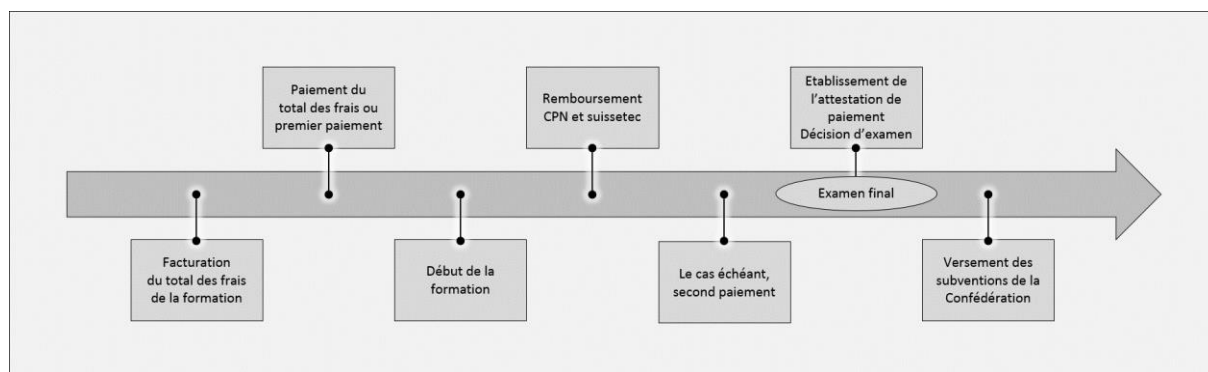 Paiement du
total des frais ou
premier paiement
Remboursement
CPN et suissetec
Etablissement de
l’attestation de
paiement
Décision d’examen
Examen final
Facturation
du total des frais
de la formation
Début de la
formation
Le cas échéant,
second paiement
Versement des
subventions de la
Confédération